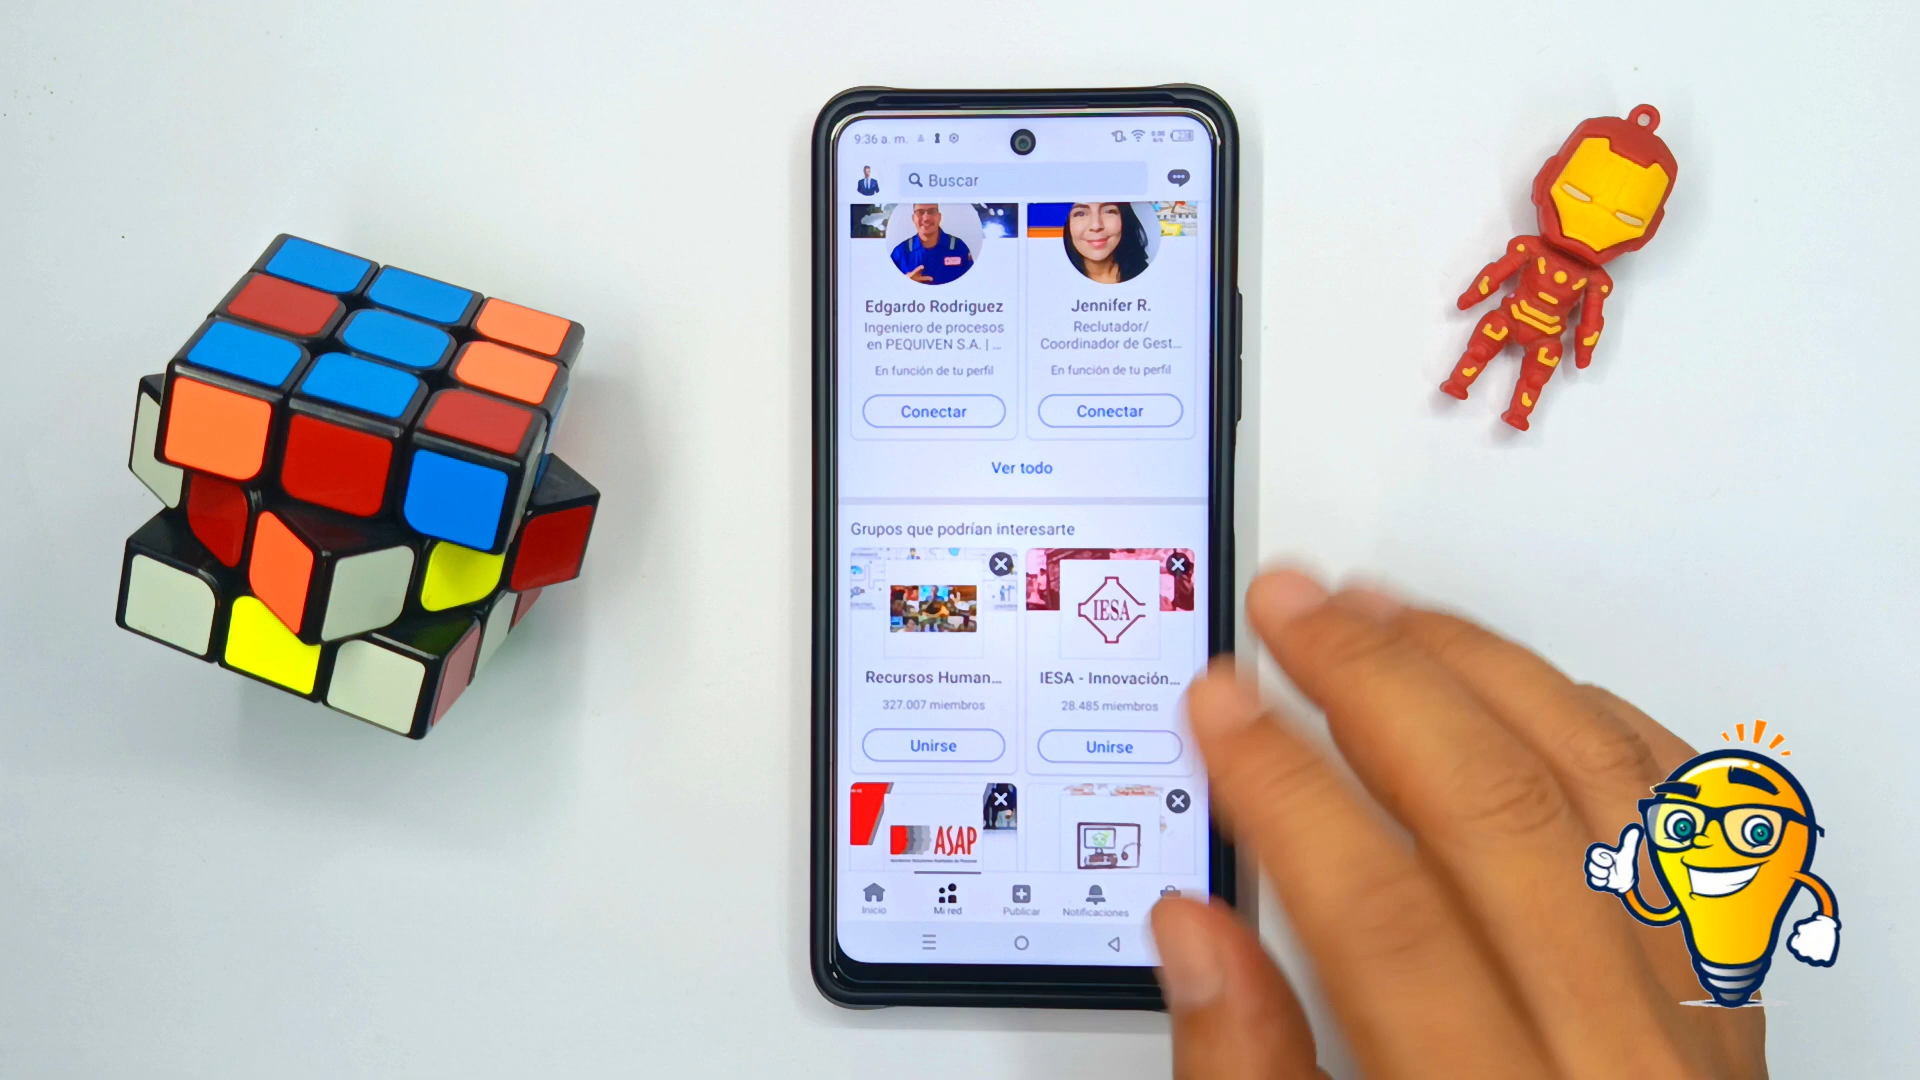 9:36 a. m.
Buscar
Edgardo Rodriguez
Ingeniero de procesos
en PEQUIVEN S.A. | ...
En función de tu perfil
Conectar
Jennifer R.
Reclutador/
Coordinador de Gest...
En función de tu perfil
Conectar
Ver todo
Grupos que podrían interesarte
Recursos Human...
327.007 miembros
Unirse
IESA
IESA - Innovación...
28.485 miembros
Unirse
ASAP
Inicio
Mi red
Publicar
Notificaciones